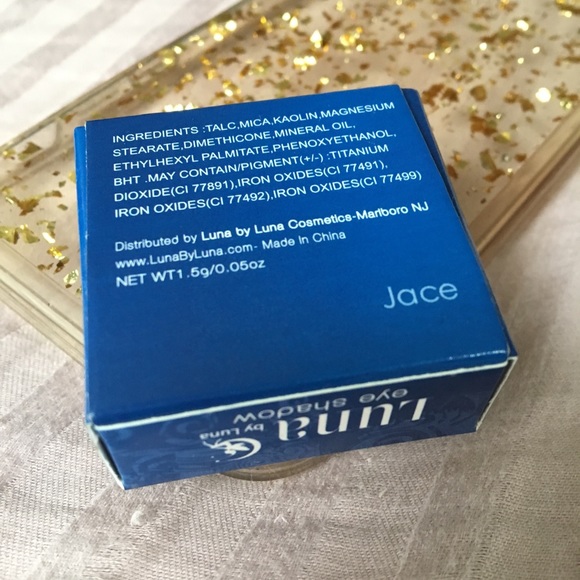 INGREDIENTS :TALC,MICA,KAOLIN,MAGNESIUM
STEARATE,DIMETHICONE,MINERAL OIL,
ETHYLHEXYL PALMITATE,PHENOXYETHANOL,
BHT .MAY CONTAIN/PIGMENT(+/-) :TITANIUM
DIOXIDE(CI 77891),IRON OXIDES(CI 77491),
IRON OXIDES(CI 77492),IRON OXIDES(CI 77499)
Distributed by Luna by Luna Cosmetics-Marlboro NJ
www.LunaByLuna.com- Made in China
NET WT1.5g/0.05oz
Jace
Luna
by Luna
eye shadow